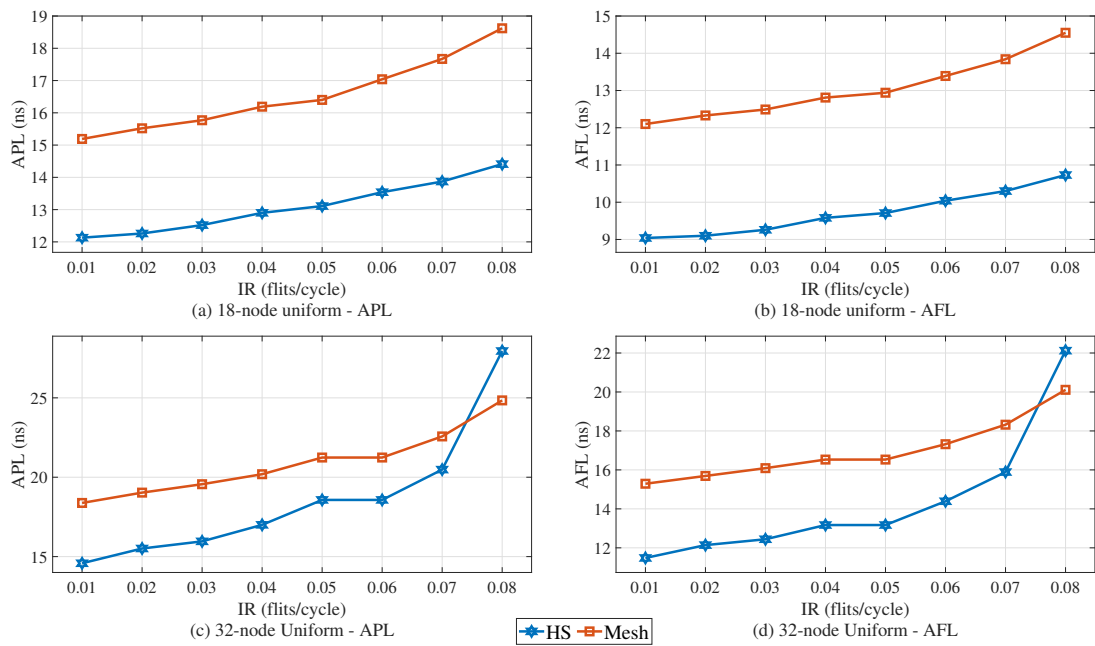 19
18
17
16
15
14
13
12
APL (ns)
0.01 0.02 0.03 0.04 0.05 0.06 0.07 0.08
IR (flits/cycle)
(a) 18-node uniform - APL
15
14
13
12
11
10
9
AFL (ns)
0.01 0.02 0.03 0.04 0.05 0.06 0.07 0.08
IR (flits/cycle)
(b) 18-node uniform - AFL
25
20
15
APL (ns)
0.01 0.02 0.03 0.04 0.05 0.06 0.07 0.08
IR (flits/cycle)
(c) 32-node Uniform - APL
22
20
18
16
14
12
AFL (ns)
0.01 0.02 0.03 0.04 0.05 0.06 0.07 0.08
IR (flits/cycle)
(d) 32-node Uniform - AFL
HS Mesh